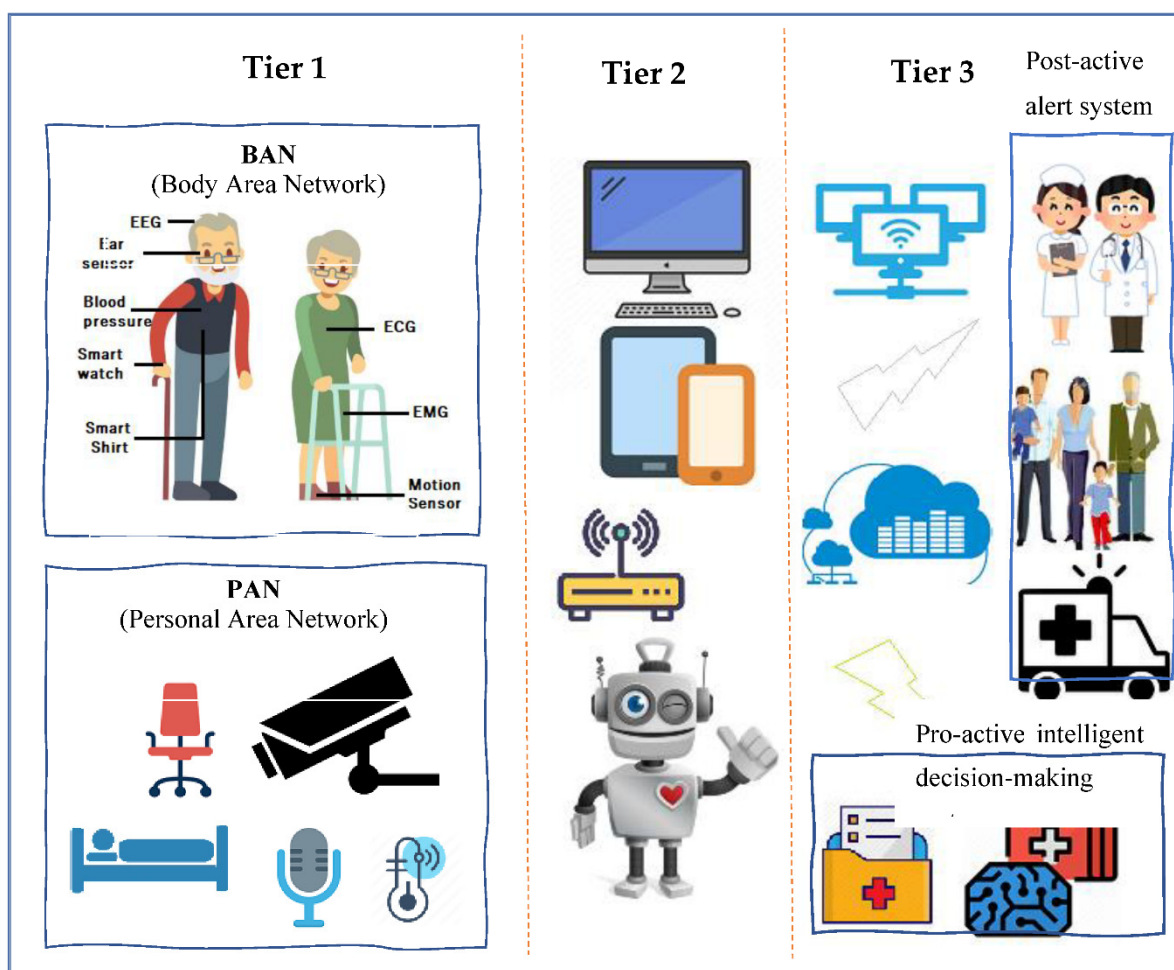 Tier 1
BAN
(Body Area Network)
EEG
Ear
sensor
Blood
pressure
Smart
watch
Smart
Shirt
ECG
EMG
Motion
Sensor
PAN
(Personal Area Network)
Tier 2
Tier 3
Post-active
alert system
Pro-active intelligent
decision-making